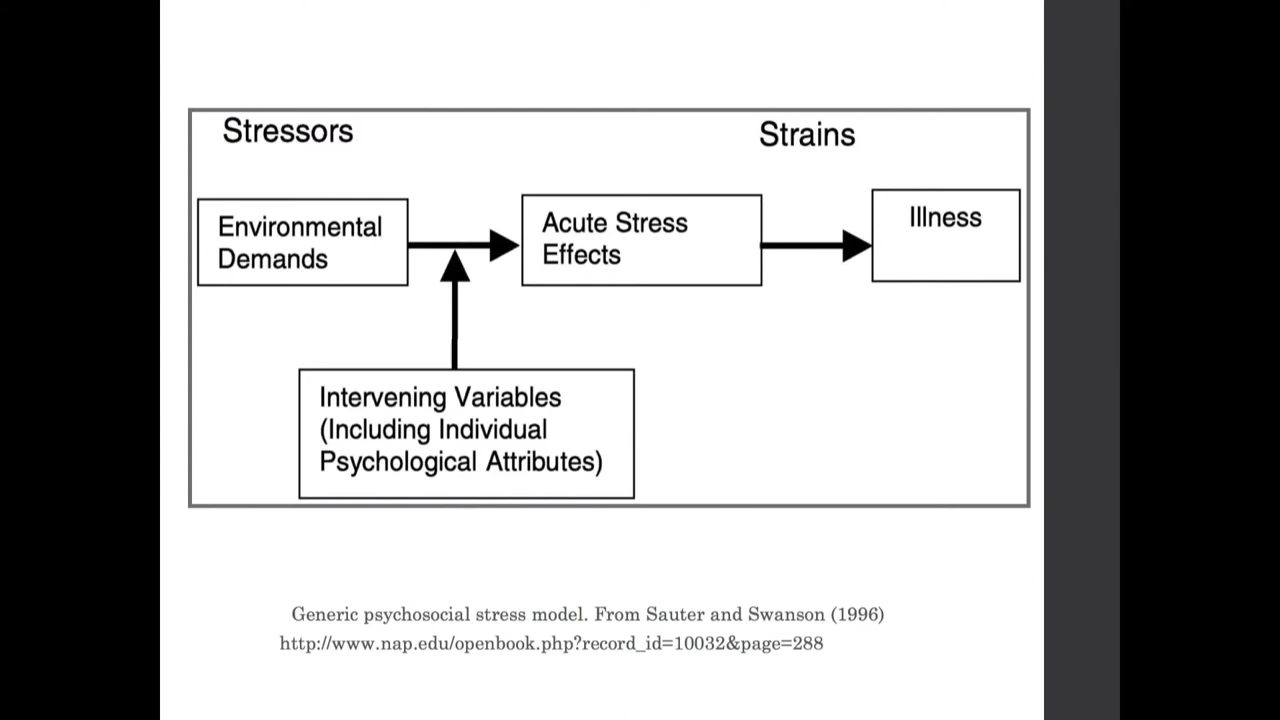 Stressors
Strains
Environmental
Demands
Acute Stress
Effects
Illness
Intervening Variables
(Including Individual
Psychological Attributes)
Generic psychosocial stress model. From Sauter and Swanson (1996)
http://www.nap.edu/openbook.php?record_id=10032&page=288